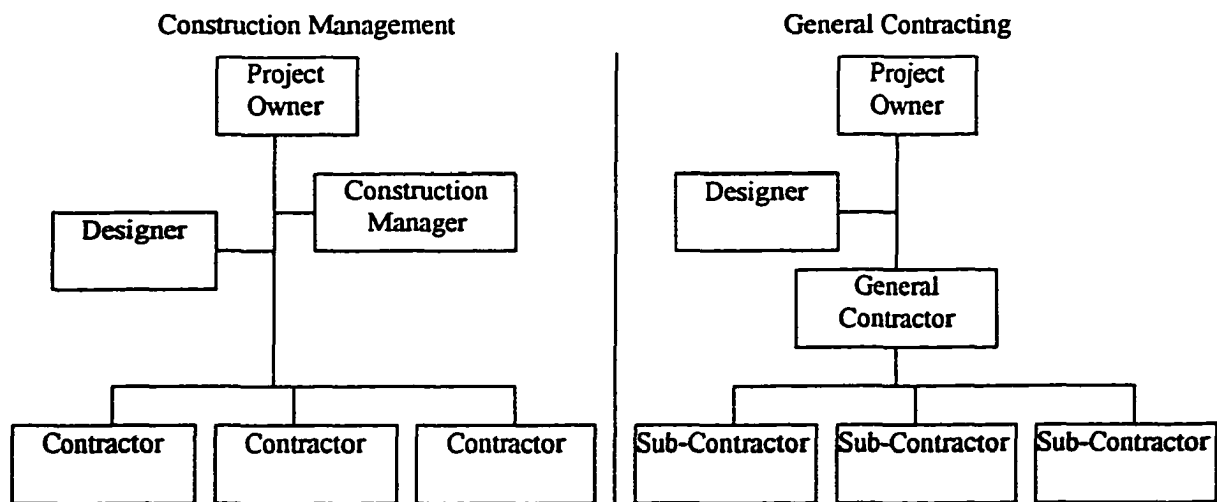 Construction Management
Project
Owner
Construction
Manager
Designer
Contractor
Contractor
Contractor
General Contracting
Project
Owner
Designer
General
Contractor
Sub-Contractor
Sub-Contractor
Sub-Contractor